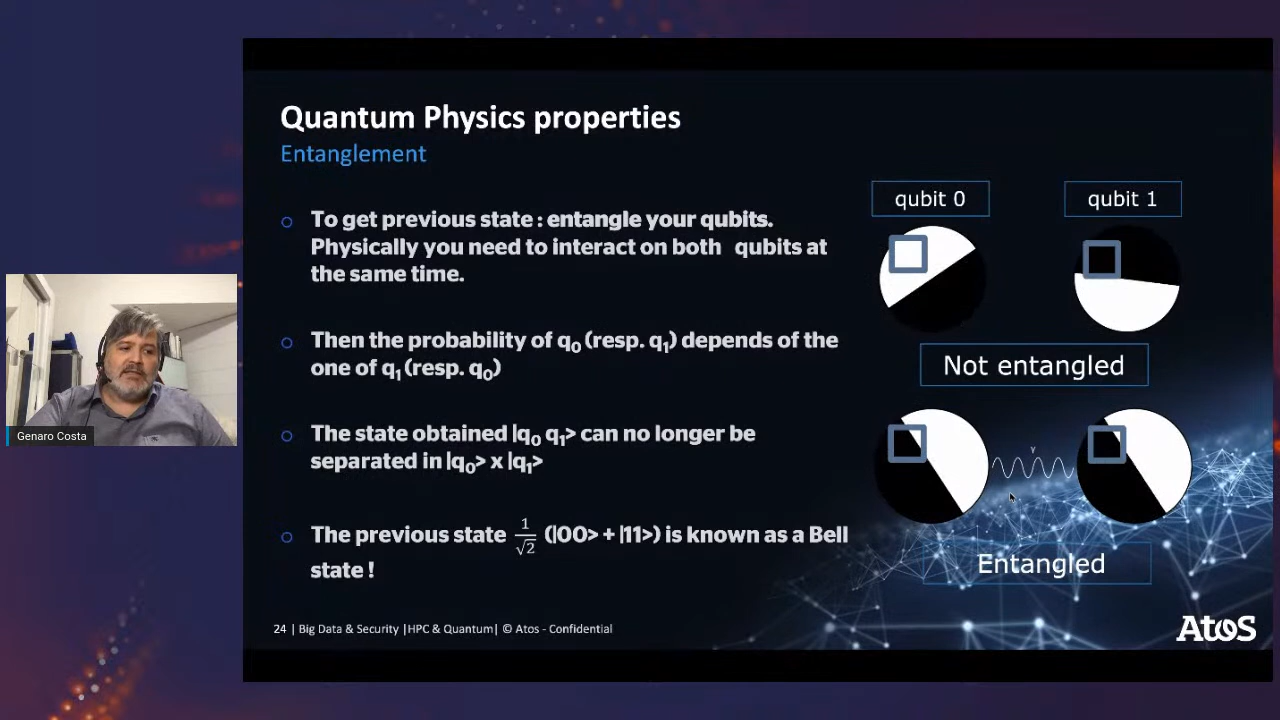 Quantum Physics properties
Entanglement
To get previous state : entangle your qubits.
Physically you need to interact on both qubits at
the same time.
Then the probability of q₀ (resp. q₁) depends of the
one of q₁ (resp. q₀)
The state obtained |q₀ q₁> can no longer be
separated in |q₀> x |q₁>
The previous state 1/√2 (|00> + |11>) is known as a Bell
state !
qubit 0
qubit 1
Not entangled
γ
Entangled
24 | Big Data & Security |HPC & Quantum| © Atos - Confidential
Atos
Genaro Costa